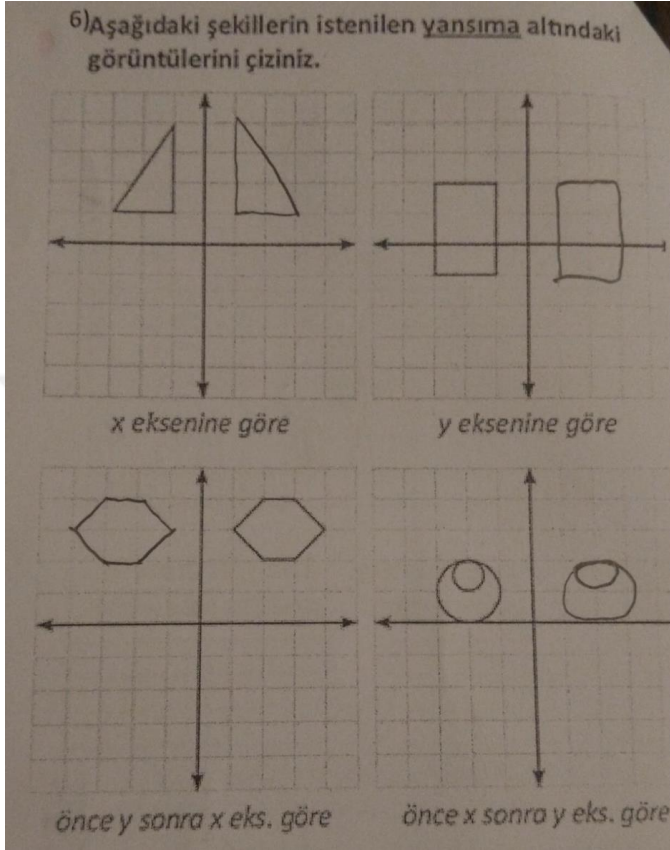 6)Aşağıdaki şekillerin istenilen yansıma altındaki
görüntülerini çiziniz.
x eksenine göre
y eksenine göre
önce y sonra x eks. göre
önce x sonra y eks. göre